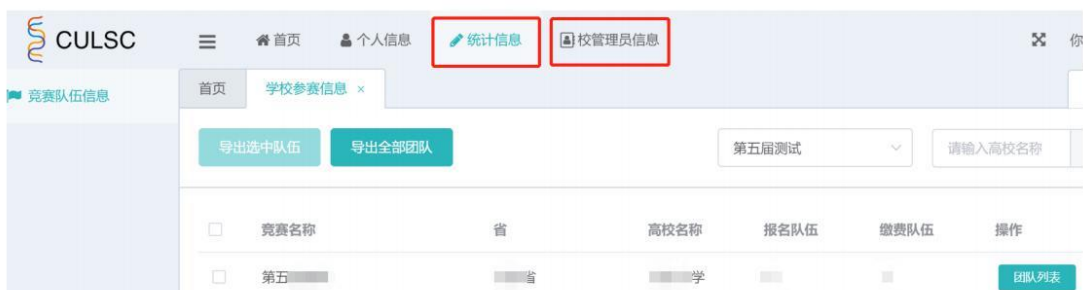 CULSC 首页 个人信息 统计信息 校管理员信息 你
竞赛队伍信息 首页 学校参赛信息 ×
导出选中队伍 导出全部团队 第五届测试 请输入高校名称
竞赛名称 省 高校名称 报名队伍 缴费队伍 操作
第五 省 学 团队列表